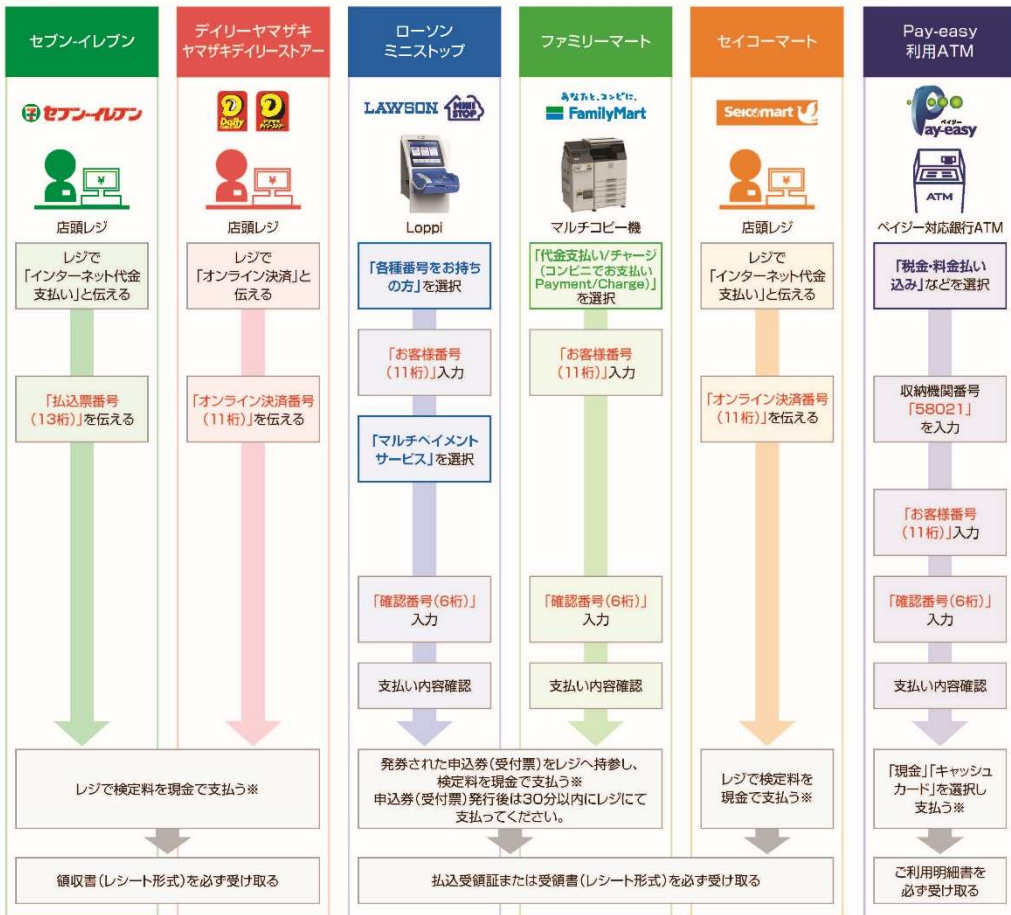 セブン-イレブン
デイリーヤマザキ
ヤマザキデイリーストアー
ローソン
ミニストップ
ファミリーマート
セイコーマート
Pay-easy
利用ATM
セブン-イレブン
Daily
LAWSON
MINI
STOP
あなたと、コンビに、
FamilyMart
Seicomart
ペイジー
Pay-easy
¥
¥
¥
ATM
店頭レジ
店頭レジ
Loppi
マルチコピー機
店頭レジ
ペイジー対応銀行ATM
レジで
「インターネット代金
支払い」と伝える
「払込票番号
(13桁)」を伝える
レジで
「オンライン決済」と
伝える
「オンライン決済番号
(11桁)」を伝える
「各種番号をお持ち
の方」を選択
「お客様番号
(11桁)」入力
「マルチペイメント
サービス」を選択
「確認番号(6桁)」
入力
支払い内容確認
「代金支払い/チャージ
(コンビニでお支払い
Payment/Charge)」
を選択
「お客様番号
(11桁)」入力
「確認番号(6桁)」
入力
支払い内容確認
レジで
「インターネット代金
支払い」と伝える
「オンライン決済番号
(11桁)」を伝える
「税金・料金払い
込み」などを選択
収納機関番号
「58021」
を入力
「お客様番号
(11桁)」入力
「確認番号(6桁)」
入力
支払い内容確認
レジで検定料を現金で支払う※
発券された申込券(受付票)をレジへ持参し、
検定料を現金で支払う※
申込券(受付票)発行後は30分以内にレジにて
支払ってください。
レジで検定料を
現金で支払う※
「現金」「キャッシュ
カード」を選択し
支払う※
領収書(レシート形式)を必ず受け取る
払込受領証または受領書(レシート形式)を必ず受け取る
ご利用明細書を
必ず受け取る